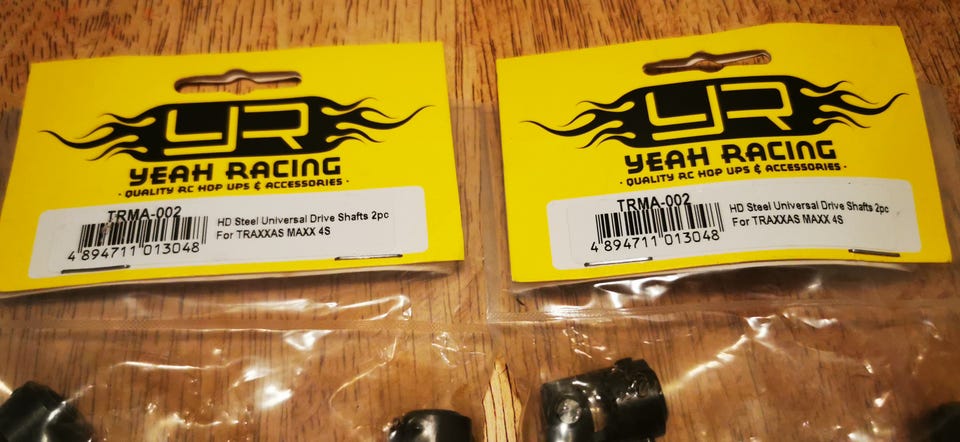 YR
YEAH RACING
· QUALITY RC HOP UPS & ACCESSORIES ·
TRMA-002
HD Steel Universal Drive Shafts 2pc
For TRAXXAS MAXX 4S
4 894711 013048
YR
YEAH RACING
· QUALITY RC HOP UPS & ACCESSORIES ·
TRMA-002
HD Steel Universal Drive Shafts 2pc
For TRAXXAS MAXX 4S
4 894711 013048